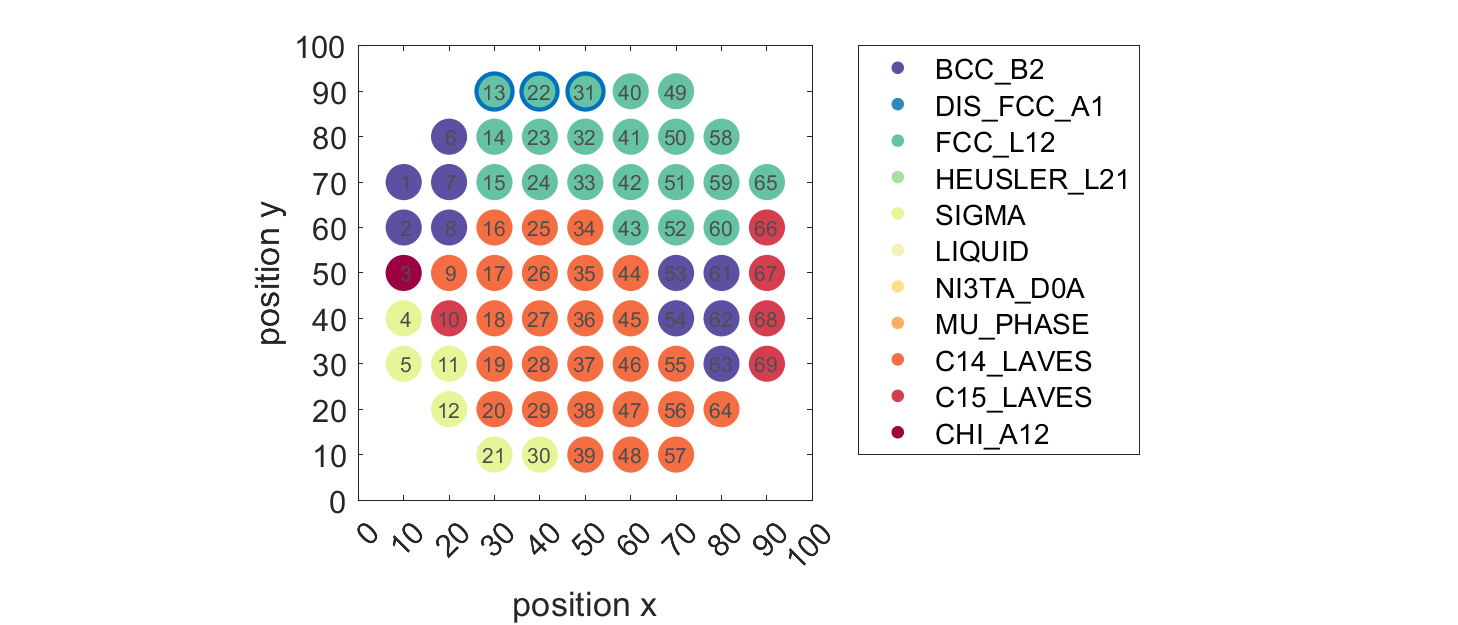 100
90 13 22 31 40 49
80 6 14 23 32 41 50 58
70 1 7 15 24 33 42 51 59 65
60 2 8 16 25 34 43 52 60 66
50 3 9 17 26 35 44 53 61 67
40 4 10 18 27 36 45 54 62 68
30 5 11 19 28 37 46 55 63 69
20 12 20 29 38 47 56 64
10 21 30 39 48 57
0
0 10 20 30 40 50 60 70 80 90 100
position x
position y
BCC_B2
DIS_FCC_A1
FCC_L12
HEUSLER_L21
SIGMA
LIQUID
NI3TA_D0A
MU_PHASE
C14_LAVES
C15_LAVES
CHI_A12